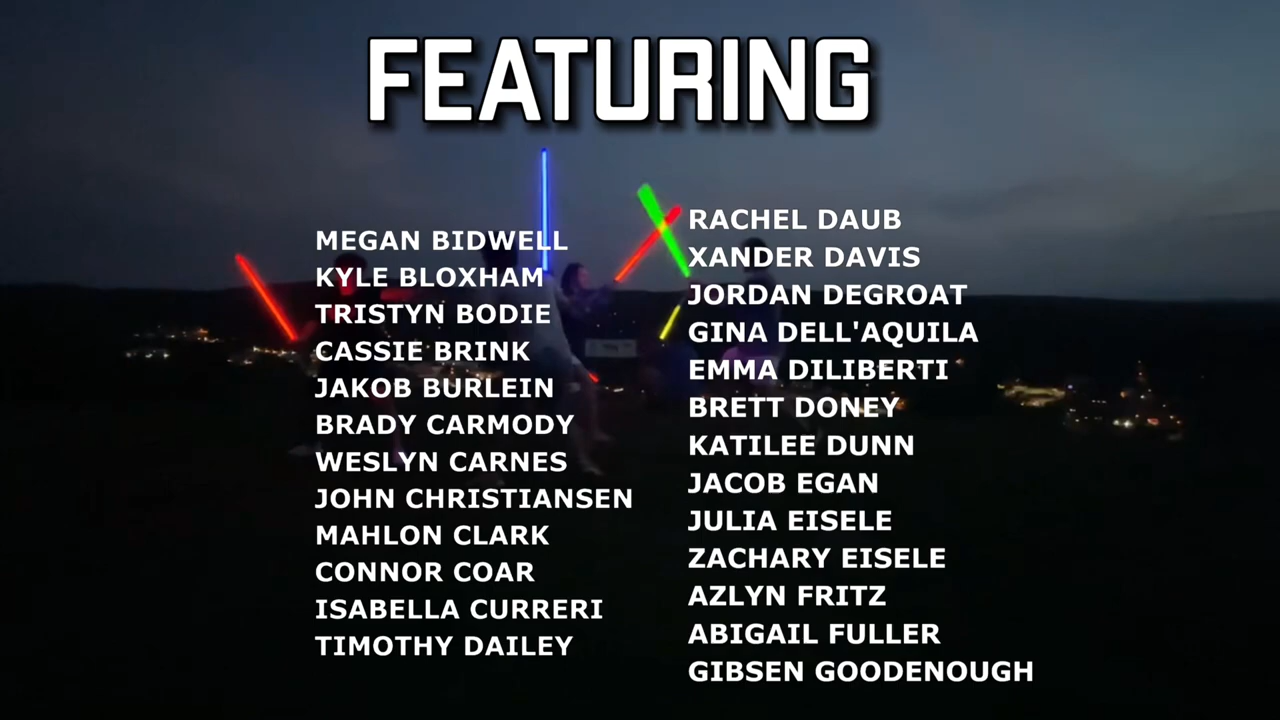 FEATURING
MEGAN BIDWELL
KYLE BLOXHAM
TRISTYN BODIE
CASSIE BRINK
JAKOB BURLEIN
BRADY CARMODY
WESLYN CARNES
JOHN CHRISTIANSEN
MAHLON CLARK
CONNOR COAR
ISABELLA CURRERI
TIMOTHY DAILEY
RACHEL DAUB
XANDER DAVIS
JORDAN DEGROAT
GINA DELL'AQUILA
EMMA DILIBERTI
BRETT DONEY
KATILEE DUNN
JACOB EGAN
JULIA EISELE
ZACHARY EISELE
AZLYN FRITZ
ABIGAIL FULLER
GIBSEN GOODENOUGH